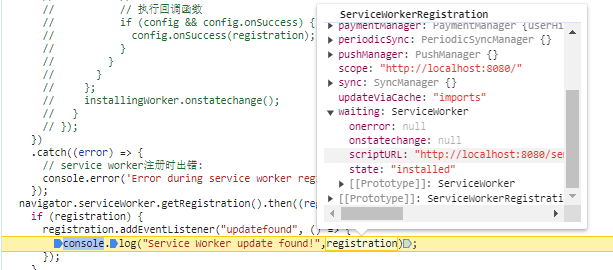 //          // 执行回调函数
//          if (config && config.onSuccess) {
//            config.onSuccess(registration);
//          }
//        }
//      }
//    };
//    installingWorker.onstatechange();
//  }
// });
})
.catch((error) => {
// service worker注册时出错:
console.error('Error during service worker reg
});
navigator.serviceWorker.getRegistration().then((re
if (registration) {
registration.addEventListener("updatefound", () =>
console.log("Service Worker update found!",registration);
});
}
ServiceWorkerRegistration
paymentManager: PaymentManager {userHi
periodicSync: PeriodicSyncManager {}
pushManager: PushManager {}
scope: "http://localhost:8080/"
sync: SyncManager {}
updateViaCache: "imports"
waiting: ServiceWorker
onerror: null
onstatechange: null
scriptURL: "http://localhost:8080/se
state: "installed"
[[Prototype]]: ServiceWorker
[[Prototype]]: ServiceWorkerRegistratio